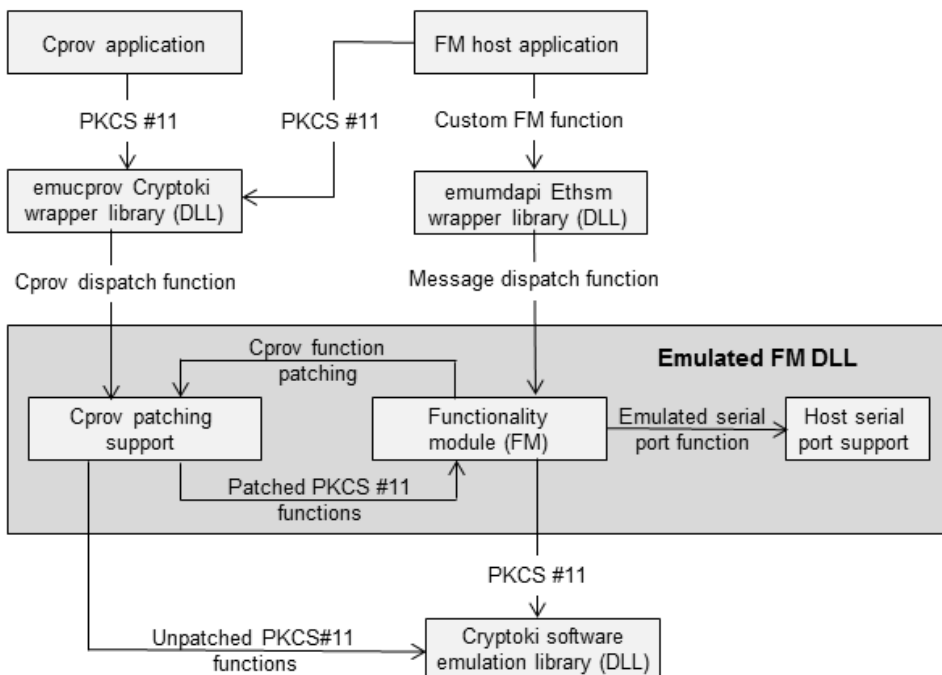 Cprov application
FM host application
PKCS #11
PKCS #11
Custom FM function
emucprov Cryptoki
wrapper library (DLL)
emumdapi Ethsm
wrapper library (DLL)
Cprov dispatch function
Message dispatch function
Cprov function
patching
Emulated FM DLL
Cprov patching
support
Functionality
module (FM)
Emulated serial
port function
Host serial
port support
Patched PKCS #11
functions
PKCS #11
Unpatched PKCS#11
functions
Cryptoki software
emulation library (DLL)